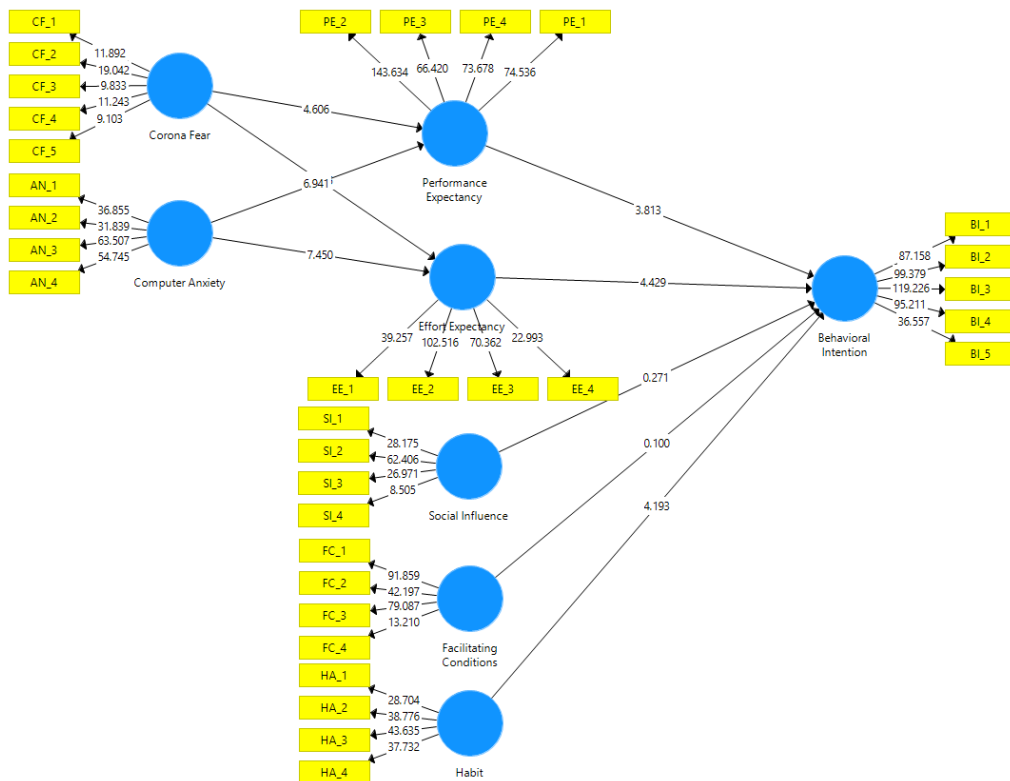 CF_1
CF_2
CF_3
CF_4
CF_5
11.892
19.042
9.833
11.243
9.103
Corona Fear
AN_1
AN_2
AN_3
AN_4
36.855
31.839
63.507
54.745
Computer Anxiety
PE_2
PE_3
PE_4
PE_1
143.634
66.420
73.678
74.536
Performance
Expectancy
4.606
6.941
7.450
Effort Expectancy
39.257
102.516
70.362
22.993
EE_1
EE_2
EE_3
EE_4
3.813
4.429
0.271
0.100
4.193
SI_1
SI_2
SI_3
SI_4
28.175
62.406
26.971
8.505
Social Influence
FC_1
FC_2
FC_3
FC_4
91.859
42.197
79.087
13.210
Facilitating
Conditions
HA_1
HA_2
HA_3
HA_4
28.704
38.776
43.635
37.732
Habit
Behavioral
Intention
87.158
99.379
119.226
95.211
36.557
BI_1
BI_2
BI_3
BI_4
BI_5